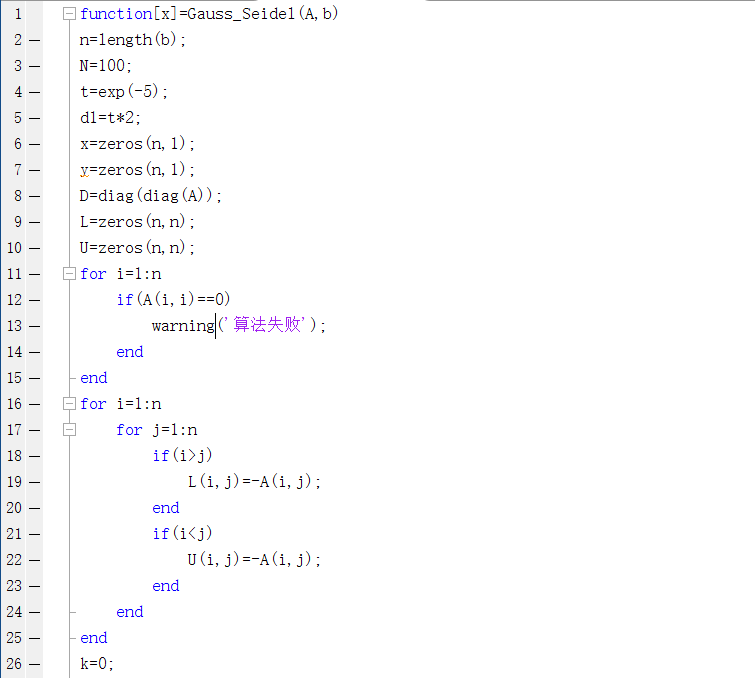 1 function[x]=Gauss_Seidel(A,b)
2 n=length(b);
3 N=100;
4 t=exp(-5);
5 dl=t*2;
6 x=zeros(n,1);
7 y=zeros(n,1);
8 D=diag(diag(A));
9 L=zeros(n,n);
10 U=zeros(n,n);
11 for i=1:n
12 if(A(i,i)==0)
13 warning('算法失败');
14 end
15 end
16 for i=1:n
17 for j=1:n
18 if(i>j)
19 L(i,j)=-A(i,j);
20 end
21 if(i<j)
22 U(i,j)=-A(i,j);
23 end
24 end
25 end
26 k=0;